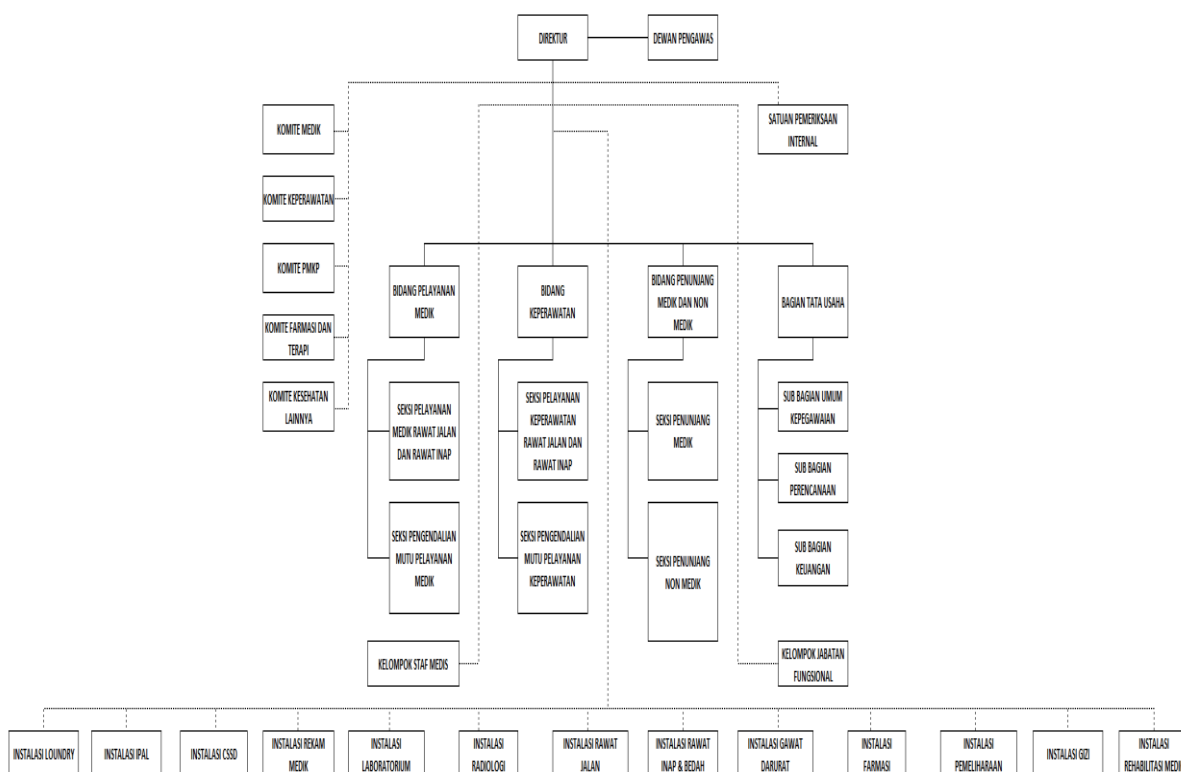 DIREKTUR
DEWAN PENGAWAS
KOMITE MEDIK
SATUAN PEMERIKSAAN
INTERNAL
KOMITE KEPERAWATAN
KOMITE PMKP
KOMITE FARMASI DAN
TERAPI
KOMITE KESEHATAN
LAINNYA
BIDANG PELAYANAN
MEDIK
BIDANG
KEPERAWATAN
BIDANG PENUNJANG
MEDIK DAN NON
MEDIK
BAGIAN TATA USAHA
SEKSI PELAYANAN
MEDIK RAWAT JALAN
DAN RAWAT INAP
SEKSI PELAYANAN
KEPERAWATAN
RAWAT JALAN DAN
RAWAT INAP
SEKSI PENUNJANG
MEDIK
SUB BAGIAN UMUM
KEPEGAWAIAN
SUB BAGIAN
PERENCANAAN
SEKSI PENGENDALIAN
MUTU PELAYANAN
MEDIK
SEKSI PENGENDALIAN
MUTU PELAYANAN
KEPERAWATAN
SEKSI PENUNJANG
NON MEDIK
SUB BAGIAN
KEUANGAN
KELOMPOK STAF MEDIS
KELOMPOK JABATAN
FUNGSIONAL
INSTALASI LOUNDRY
INSTALASI IPAL
INSTALASI CSSD
INSTALASI REKAM
MEDIK
INSTALASI
LABORATORIUM
INSTALASI
RADIOLOGI
INSTALASI RAWAT
JALAN
INSTALASI RAWAT
INAP & BEDAH
INSTALASI GAWAT
DARURAT
INSTALASI
FARMASI
INSTALASI
PEMELIHARAAN
INSTALASI GIZI
INSTALASI
REHABILITASI MEDIK